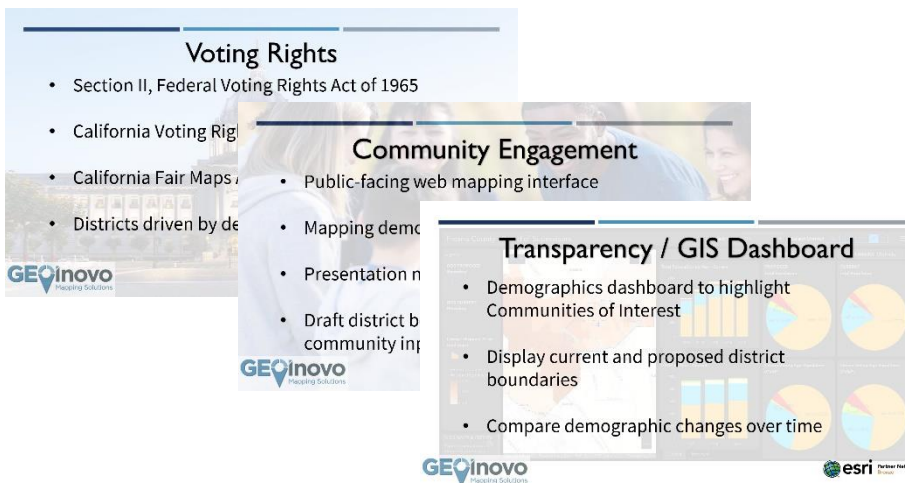 Voting Rights
• Section II, Federal Voting Rights Act of 1965
• California Voting Rig
• California Fair Maps
• Districts driven by de
GEOinovo
Mapping Solutions
Community Engagement
• Public-facing web mapping interface
• Mapping demo
• Presentation
• Draft district b
community inp
GEOinovo
Mapping Solutions
Transparency / GIS Dashboard
• Demographics dashboard to highlight
Communities of Interest
• Display current and proposed district
boundaries
• Compare demographic changes over time
GEOinovo
Mapping Solutions
esri Partner Net
Bronze